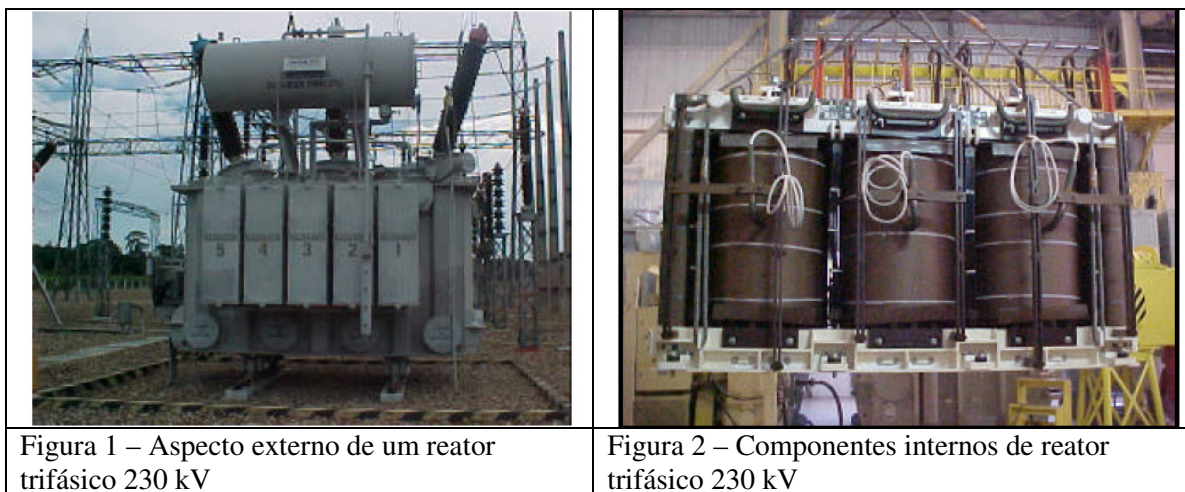 5 4 3 2 1
Figura 1 – Aspecto externo de um reator
trifásico 230 kV
Figura 2 – Componentes internos de reator
trifásico 230 kV